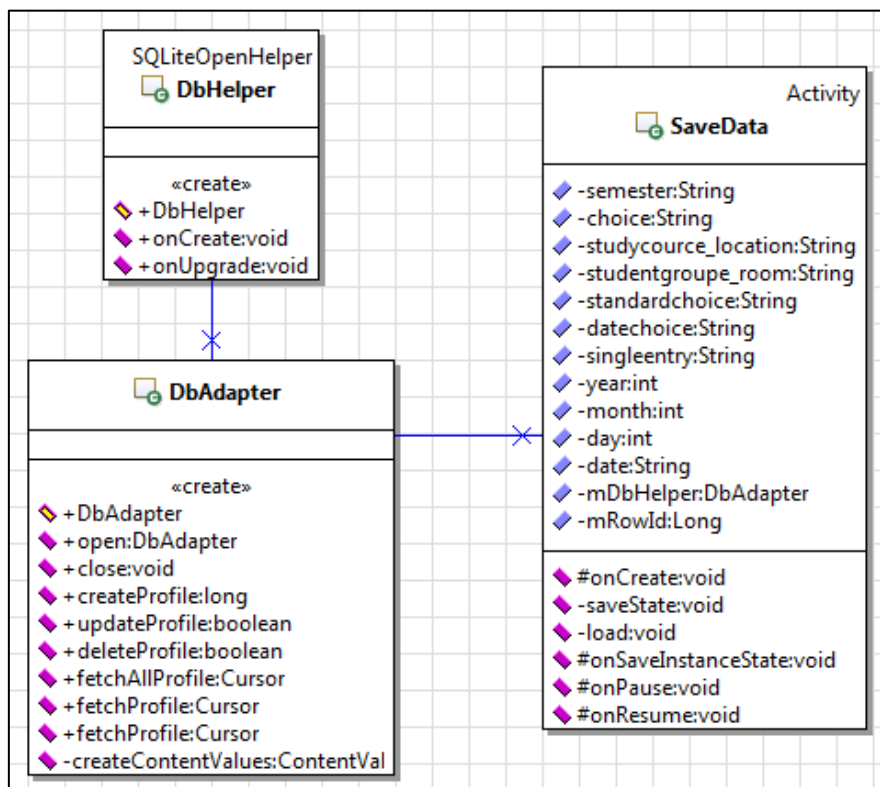 SQLiteOpenHelper
DbHelper
«create»
+DbHelper
+onCreate:void
+onUpgrade:void
DbAdapter
«create»
+DbAdapter
+open:DbAdapter
+close:void
+createProfile:long
+updateProfile:boolean
+deleteProfile:boolean
+fetchAllProfile:Cursor
+fetchProfile:Cursor
+fetchProfile:Cursor
-createContentValues:ContentVal
Activity
SaveData
-semester:String
-choice:String
-studycource_location:String
-studentgroupe_room:String
-standardchoice:String
-datechoice:String
-singleentry:String
-year:int
-month:int
-day:int
-date:String
-mDbHelper:DbAdapter
-mRowId:Long
#onCreate:void
-saveState:void
-load:void
#onSaveInstanceState:void
#onPause:void
#onResume:void